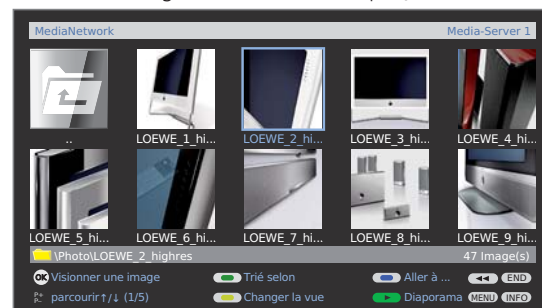 MediaNetwork Media-Server 1
.. LOEWE_1_hi... LOEWE_2_hi... LOEWE_3_hi... LOEWE_4_hi...
LOEWE_5_hi... LOEWE_6_hi... LOEWE_7_hi... LOEWE_8_hi... LOEWE_9_hi...
\Photo\LOEWE_2_highres 47 Image(s)
OK Visionner une image Trié selon Aller à ... END
P+ P- parcourir↑/↓ (1/5) Changer la vue Diaporama MENU INFO